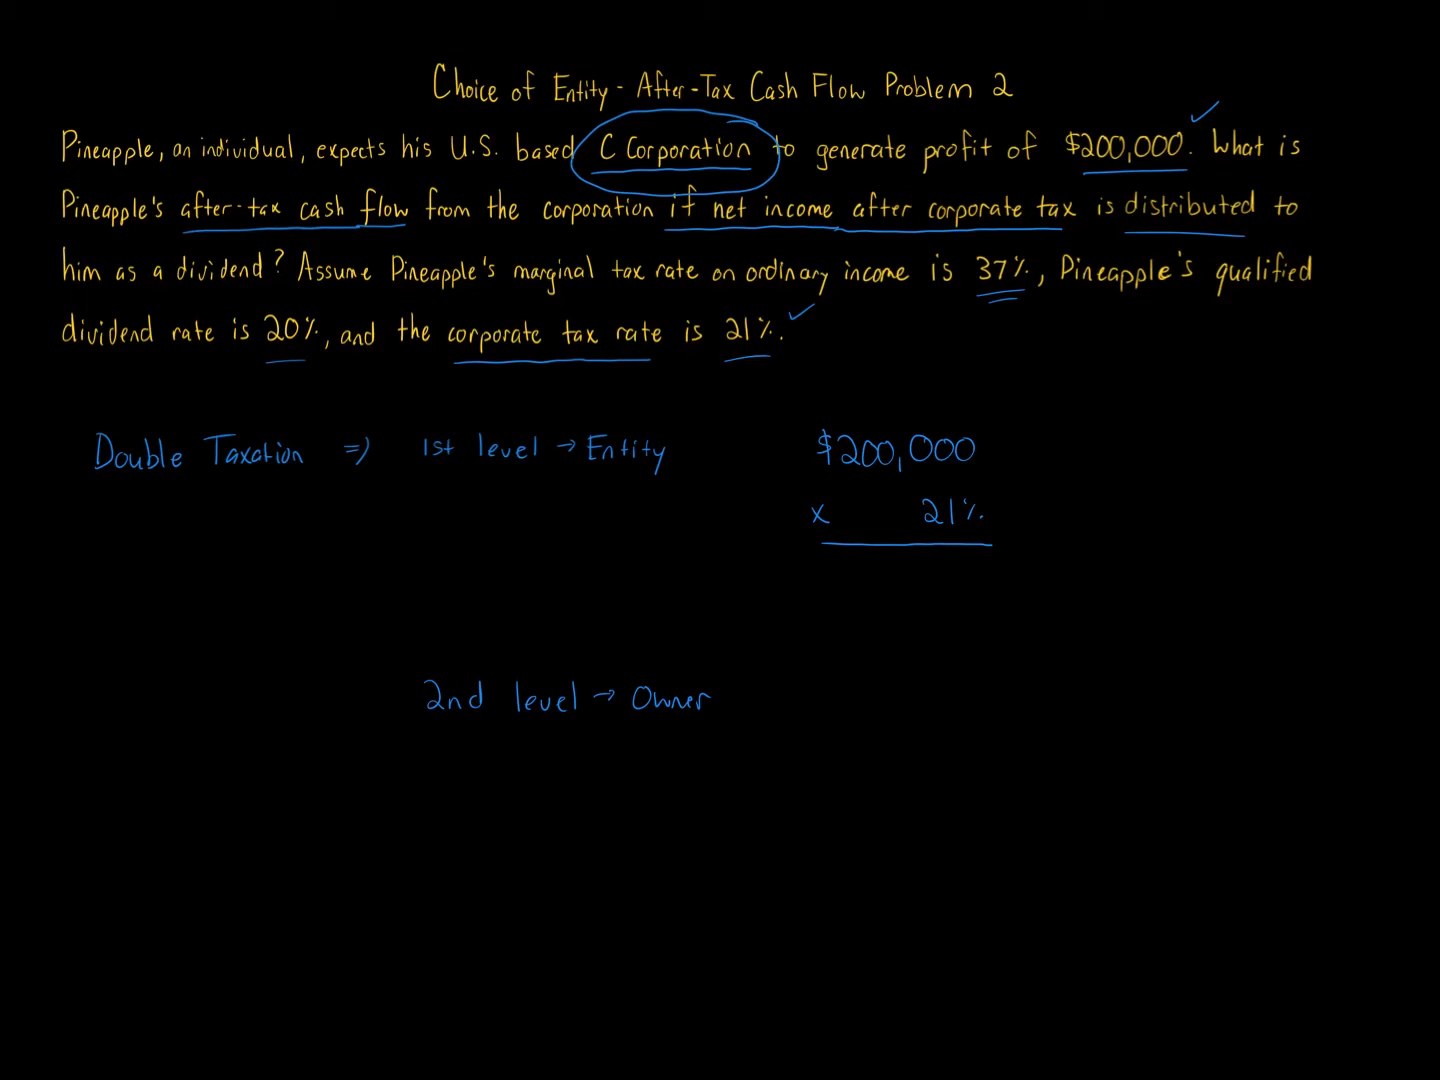 Choice of Entity - After-Tax Cash Flow Problem 2
Pineapple, an individual, expects his U.S. based C Corporation to generate profit of $200,000. What is
Pineapple's after-tax cash flow from the corporation if net income after corporate tax is distributed to
him as a dividend? Assume Pineapple's marginal tax rate on ordinary income is 37%, Pineapple's qualified
dividend rate is 20%, and the corporate tax rate is 21%.
Double Taxation => 1st level → Entity $200,000
x 21%
2nd level → Owner